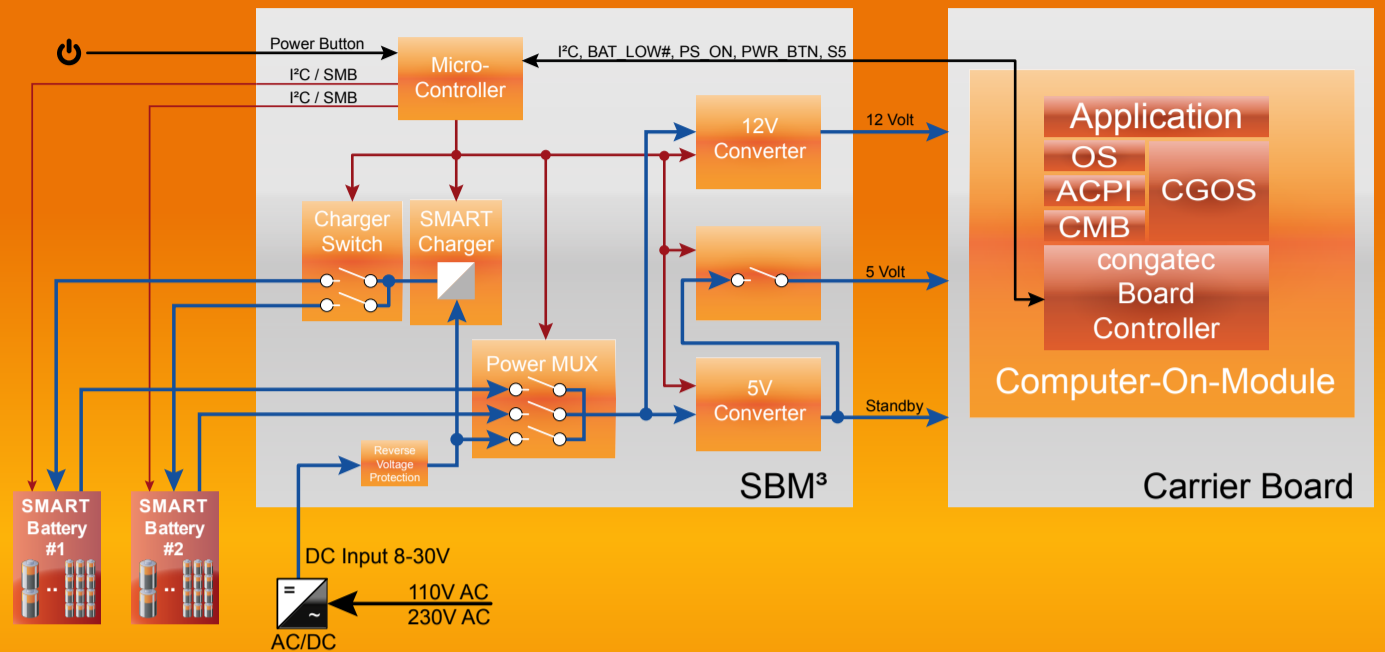 Power Button
I²C / SMB
I²C / SMB
Micro-
Controller
I²C, BAT_LOW#, PS_ON, PWR_BTN, S5
12V
Converter
12 Volt
Charger
Switch
SMART
Charger
5 Volt
Power MUX
5V
Converter
Standby
Reverse
Voltage
Protection
SBM³
Application
OS
ACPI
CMB
CGOS
congatec
Board
Controller
Computer-On-Module
Carrier Board
SMART
Battery
#1
..
SMART
Battery
#2
..
DC Input 8-30V
=
~
AC/DC
110V AC
230V AC